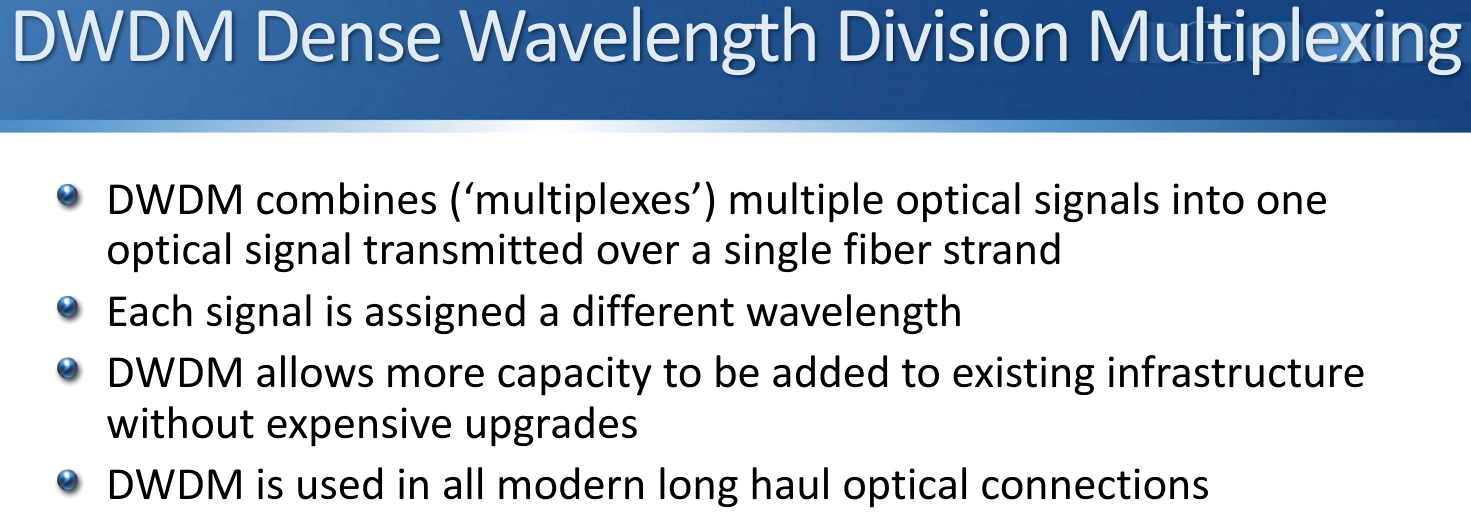 DWDM Dense Wavelength Division Multiplexing
DWDM combines (‘multiplexes’) multiple optical signals into one
optical signal transmitted over a single fiber strand
Each signal is assigned a different wavelength
DWDM allows more capacity to be added to existing infrastructure
without expensive upgrades
DWDM is used in all modern long haul optical connections